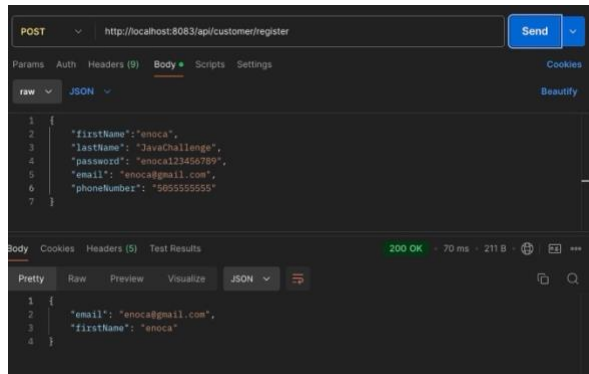 POST http://localhost:8083/api/customer/register Send
Params Auth Headers (9) Body Scripts Settings Cookies
raw JSON Beautify
1 {
2 "firstName":"enoca",
3 "lastName": "JavaChallenge",
4 "password": "enoca123456789",
5 "email": "enoca@gmail.com",
6 "phoneNumber": "5055555555"
7 }
Body Cookies Headers (5) Test Results 200 OK 70 ms 211 B
Pretty Raw Preview Visualize JSON
1 {
2 "email": "enoca@gmail.com",
3 "firstName": "enoca"
4 }